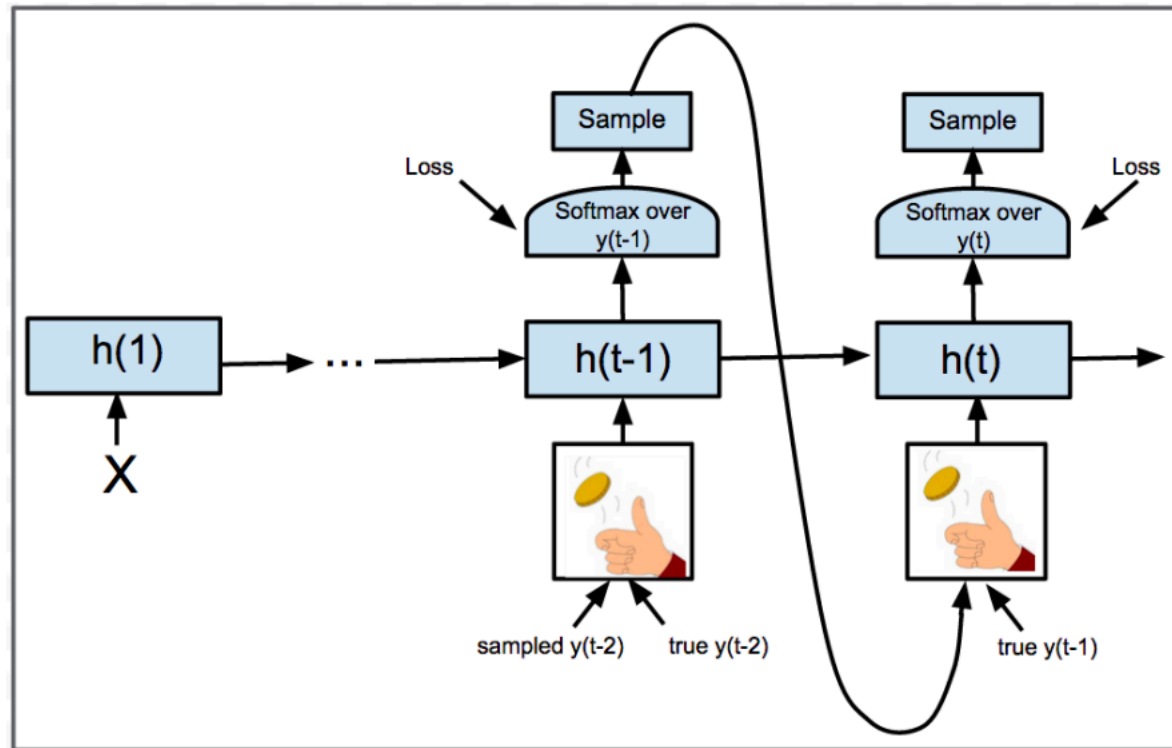 Sample
Sample
Loss
Loss
Softmax over
y(t-1)
Softmax over
y(t)
h(1)
...
h(t-1)
h(t)
X
sampled y(t-2)
true y(t-2)
true y(t-1)